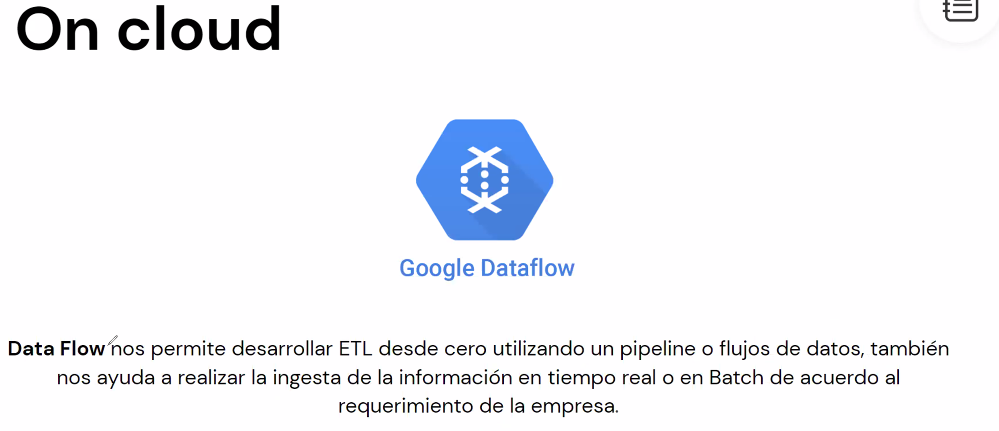 On cloud
Google Dataflow
Data Flow nos permite desarrollar ETL desde cero utilizando un pipeline o flujos de datos, también
nos ayuda a realizar la ingesta de la información en tiempo real o en Batch de acuerdo al
requerimiento de la empresa.